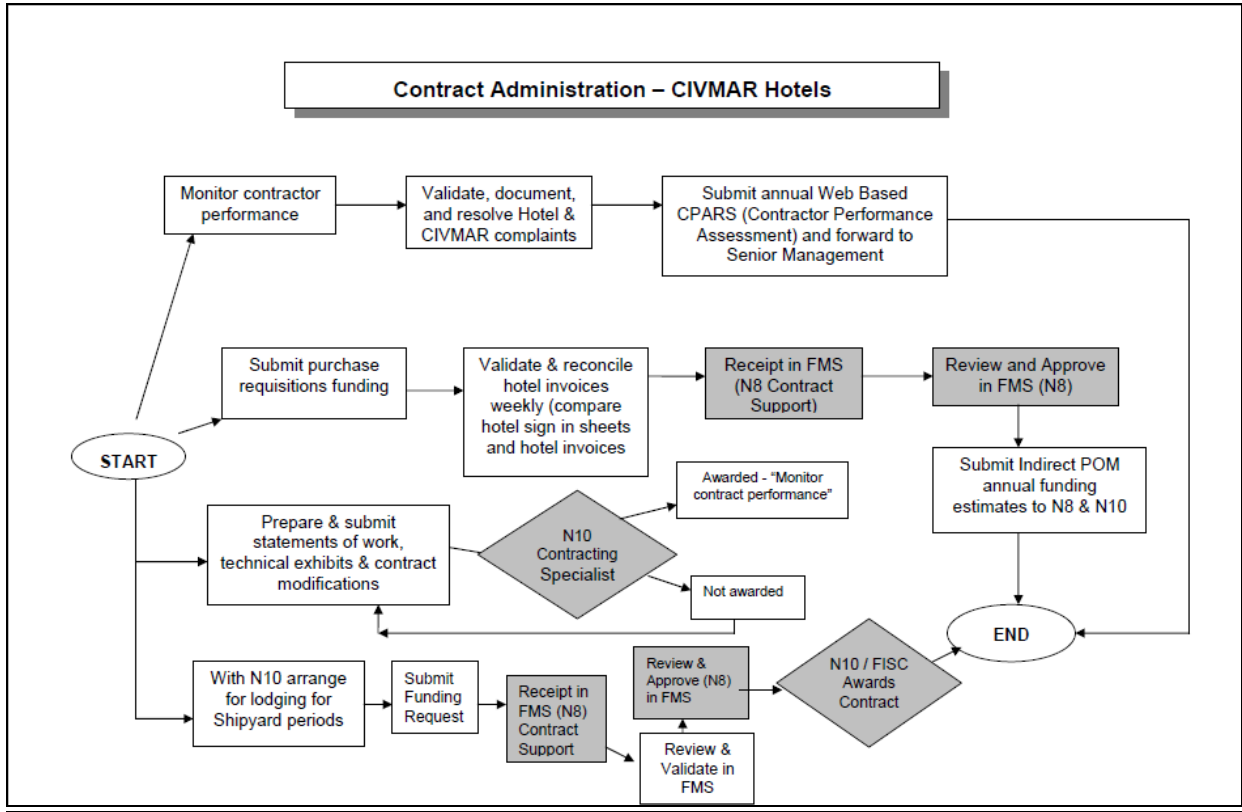 Contract Administration – CIVMAR Hotels
Monitor contractor
performance
Validate, document,
and resolve Hotel &
CIVMAR complaints
Submit annual Web Based
CPARS (Contractor Performance
Assessment) and forward to
Senior Management
Submit purchase
requisitions funding
Validate & reconcile
hotel invoices
weekly (compare
hotel sign in sheets
and hotel invoices
Receipt in FMS
(N8 Contract
Support)
Review and Approve
in FMS (N8)
START
Submit Indirect POM
annual funding
estimates to N8 & N10
Prepare & submit
statements of work,
technical exhibits & contract
modifications
N10
Contracting
Specialist
Awarded - “Monitor
contract performance”
Not awarded
END
With N10 arrange
for lodging for
Shipyard periods
Submit
Funding
Request
Receipt in
FMS (N8)
Contract
Support
Review &
Validate in
FMS
Review &
Approve (N8)
in FMS
N10 / FISC
Awards
Contract